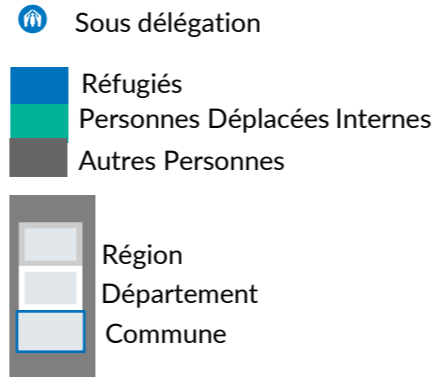 Sous délégation
Réfugiés
Personnes Déplacées Internes
Autres Personnes
Région
Département
Commune